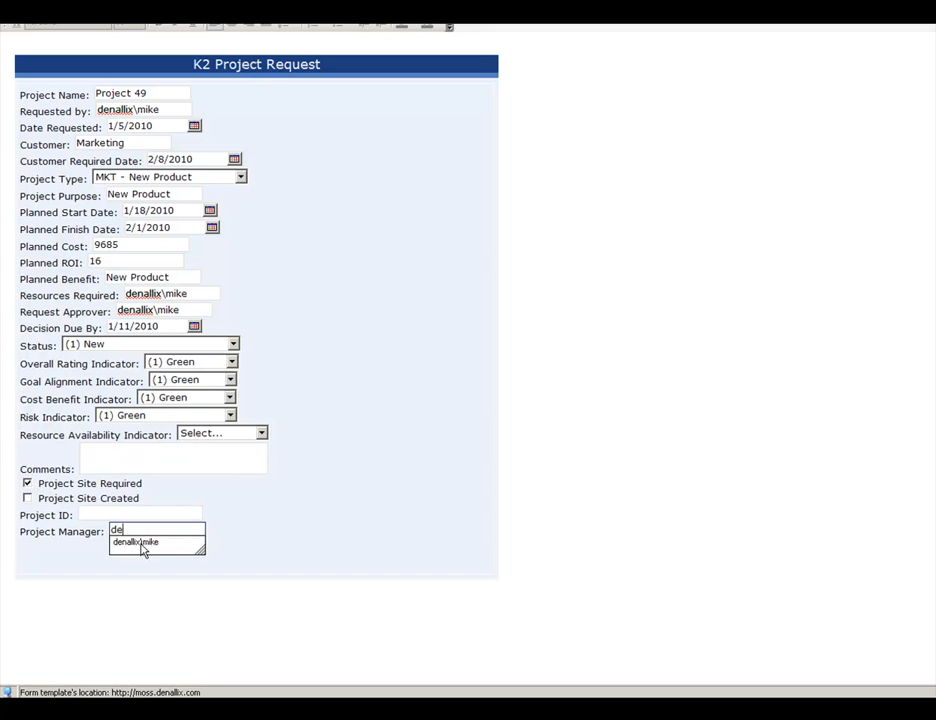 K2 Project Request
Project Name: Project 49
Requested by: denallix\mike
Date Requested: 1/5/2010
Customer: Marketing
Customer Required Date: 2/8/2010
Project Type: MKT - New Product
Project Purpose: New Product
Planned Start Date: 1/18/2010
Planned Finish Date: 2/1/2010
Planned Cost: 9685
Planned ROI: 16
Planned Benefit: New Product
Resources Required: denallix\mike
Request Approver: denallix\mike
Decision Due By: 1/11/2010
Status: (1) New
Overall Rating Indicator: (1) Green
Goal Alignment Indicator: (1) Green
Cost Benefit Indicator: (1) Green
Risk Indicator: (1) Green
Resource Availability Indicator: Select...
Comments:
Project Site Required
Project Site Created
Project ID:
Project Manager: de
denallix\mike
Form template's location: http://moss.denallix.com